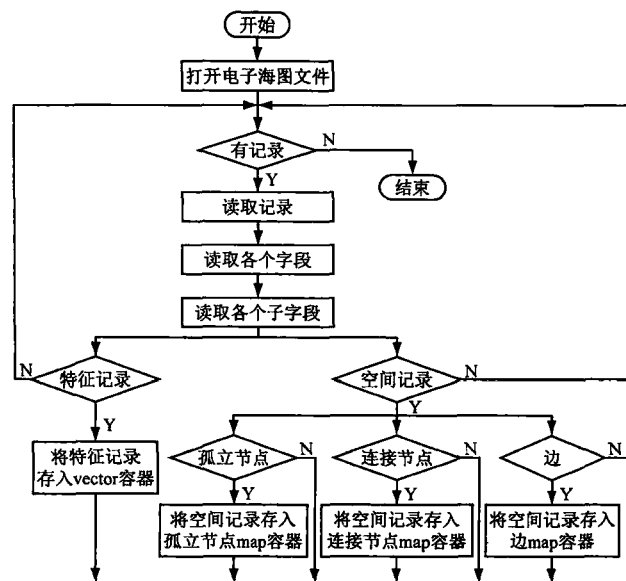 开始
打开电子海图文件
有记录
N
Y
结束
读取记录
读取各个字段
读取各个子字段
N
特征记录
空间记录
N
Y
Y
将特征记录
存入vector容器
孤立节点
N
连接节点
N
边
N
Y
Y
Y
将空间记录存入
孤立节点map容器
将空间记录存入
连接节点map容器
将空间记录存入
边map容器